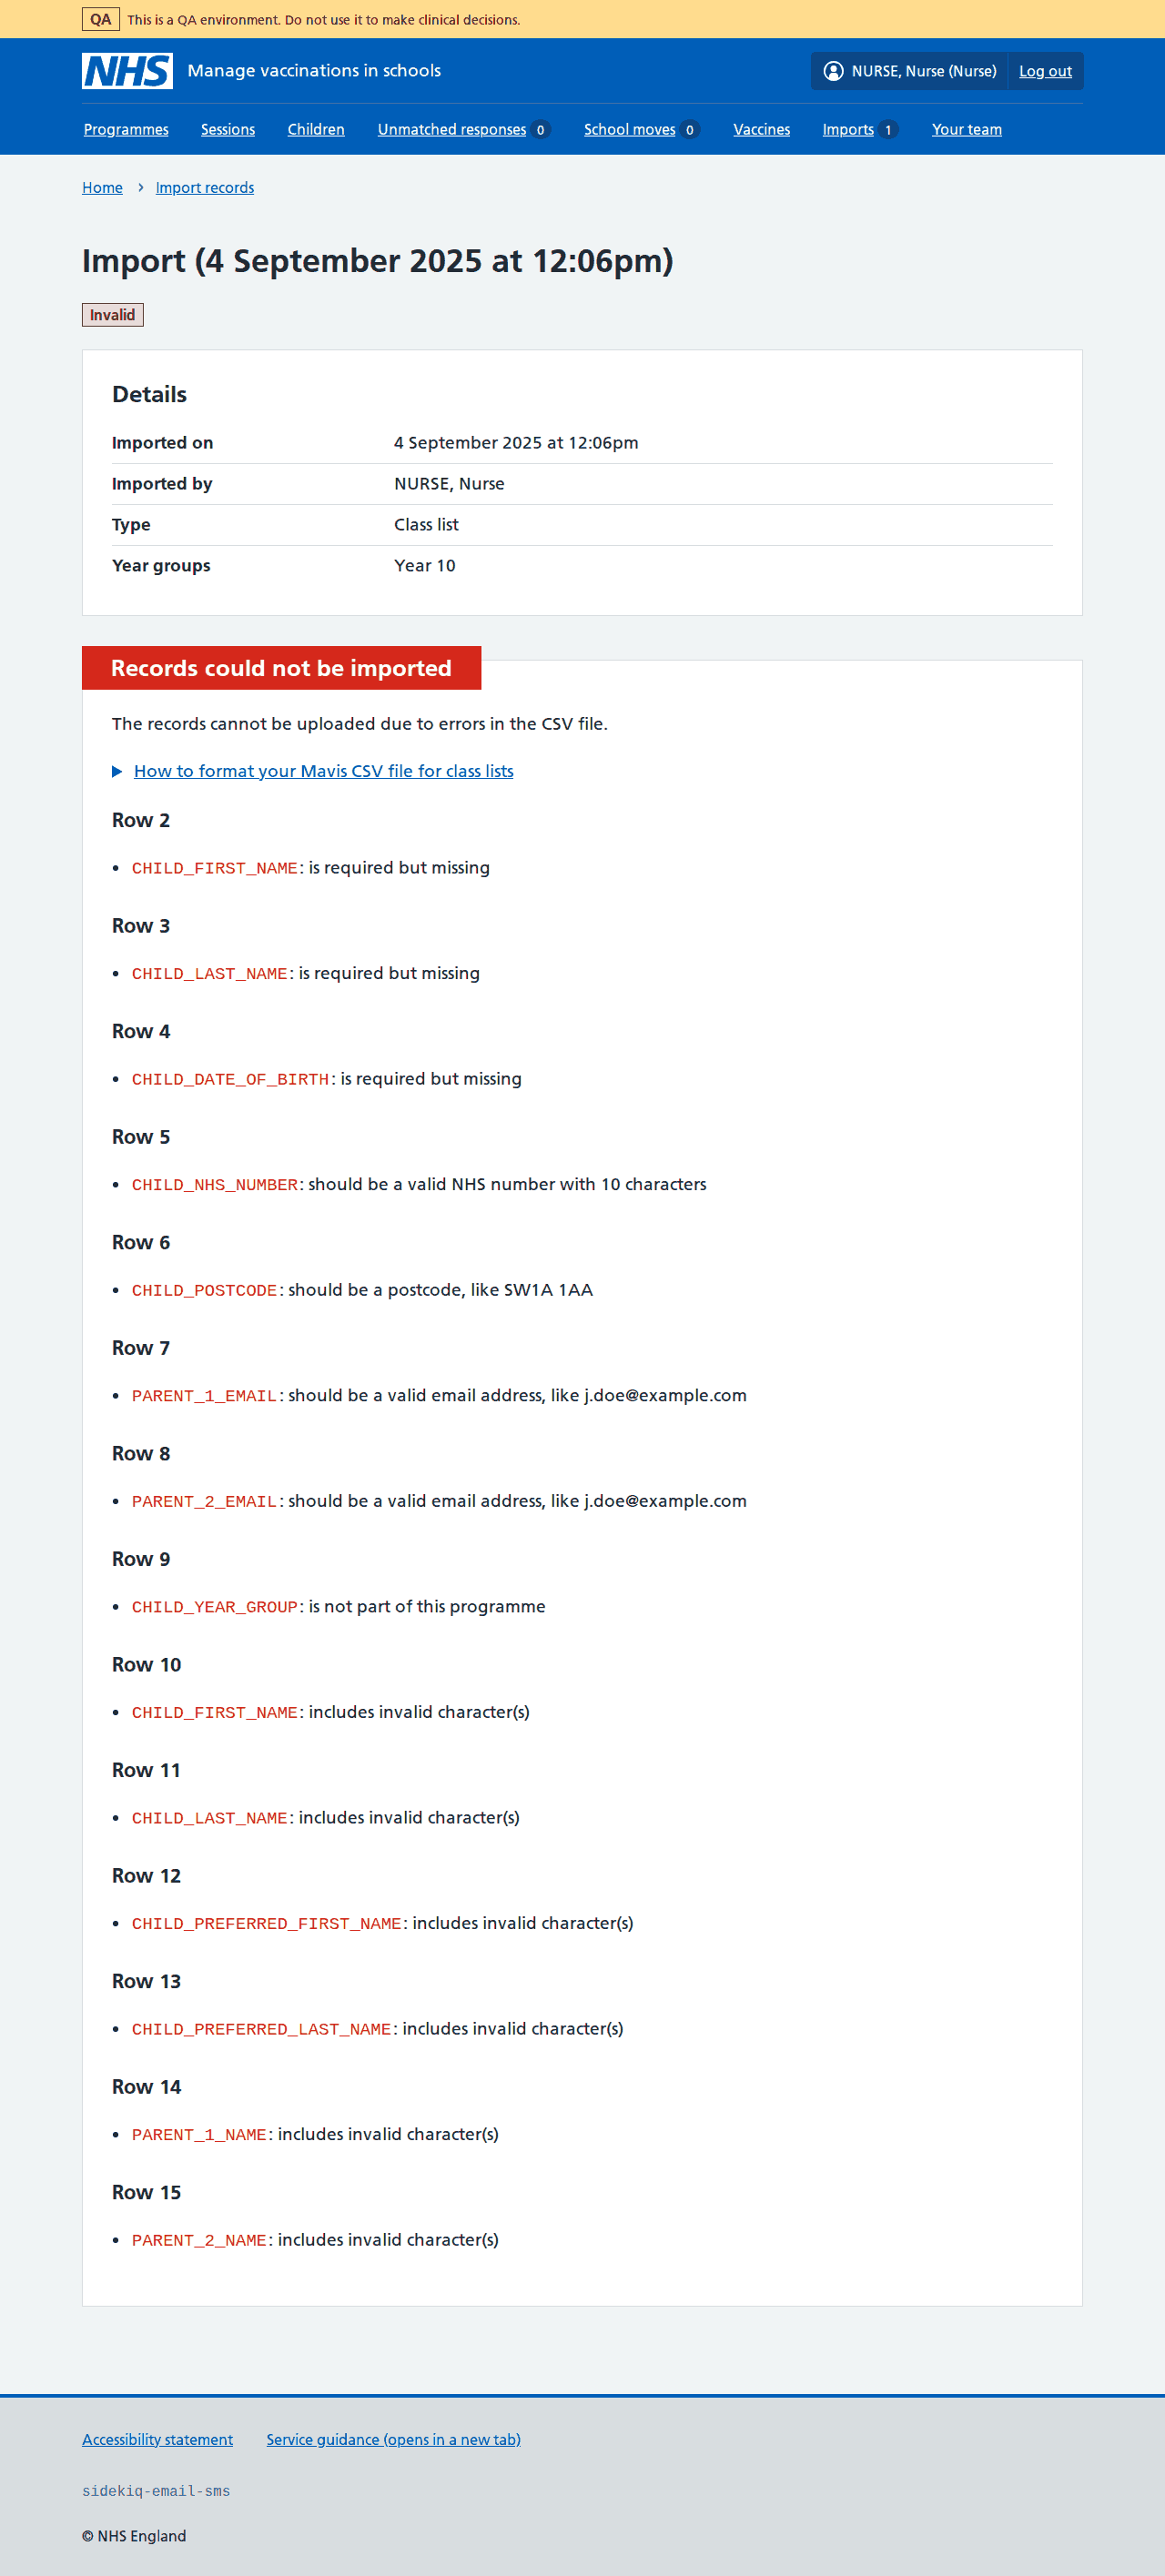 QA This is a QA environment. Do not use it to make clinical decisions.
NHS Manage vaccinations in schools NURSE, Nurse (Nurse) Log out
Programmes Sessions Children Unmatched responses 0 School moves 0 Vaccines Imports 1 Your team
Home › Import records
Import (4 September 2025 at 12:06pm)
Invalid
Details
Imported on 4 September 2025 at 12:06pm
Imported by NURSE, Nurse
Type Class list
Year groups Year 10
Records could not be imported
The records cannot be uploaded due to errors in the CSV file.
How to format your Mavis CSV file for class lists
Row 2
• CHILD_FIRST_NAME: is required but missing
Row 3
• CHILD_LAST_NAME: is required but missing
Row 4
• CHILD_DATE_OF_BIRTH: is required but missing
Row 5
• CHILD_NHS_NUMBER: should be a valid NHS number with 10 characters
Row 6
• CHILD_POSTCODE: should be a postcode, like SW1A 1AA
Row 7
• PARENT_1_EMAIL: should be a valid email address, like j.doe@example.com
Row 8
• PARENT_2_EMAIL: should be a valid email address, like j.doe@example.com
Row 9
• CHILD_YEAR_GROUP: is not part of this programme
Row 10
• CHILD_FIRST_NAME: includes invalid character(s)
Row 11
• CHILD_LAST_NAME: includes invalid character(s)
Row 12
• CHILD_PREFERRED_FIRST_NAME: includes invalid character(s)
Row 13
• CHILD_PREFERRED_LAST_NAME: includes invalid character(s)
Row 14
• PARENT_1_NAME: includes invalid character(s)
Row 15
• PARENT_2_NAME: includes invalid character(s)
Accessibility statement Service guidance (opens in a new tab)
sidekiq-email-sms
© NHS England